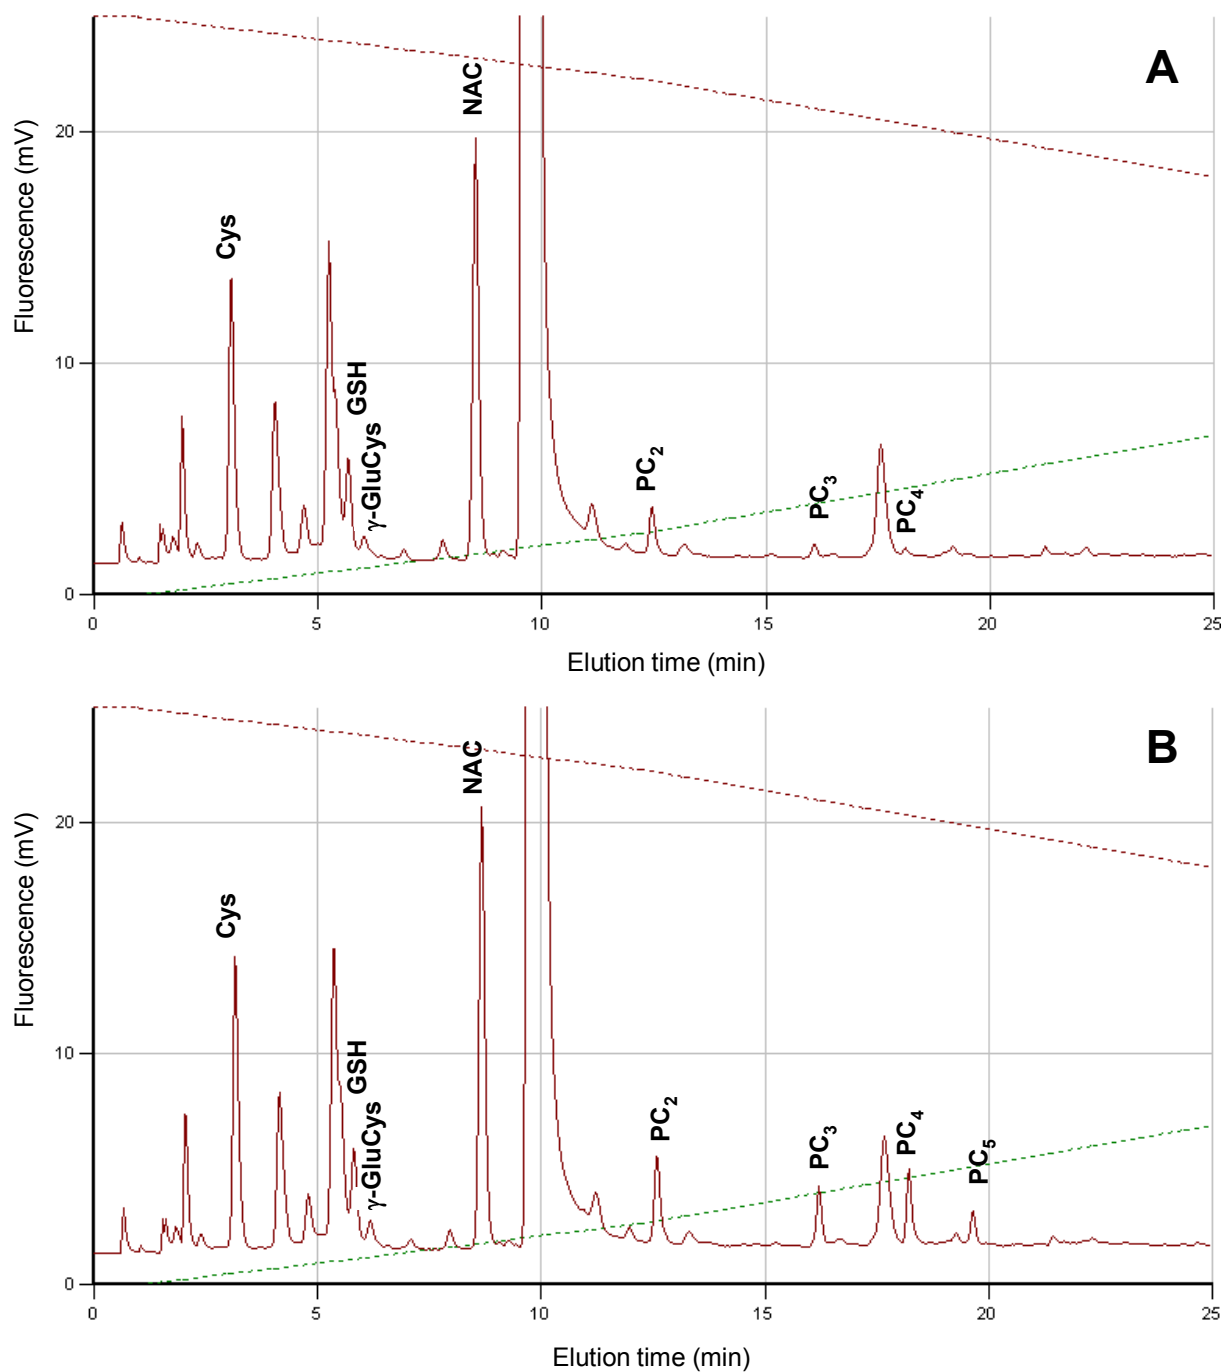 A
Fluorescence (mV)
20
10
0
NAC
Cys
GSH
γ-GluCys
PC₂
PC₃
PC₄
0 5 10 15 20 25
Elution time (min)
B
Fluorescence (mV)
20
10
0
NAC
Cys
GSH
γ-GluCys
PC₂
PC₃
PC₄
PC₅
0 5 10 15 20 25
Elution time (min)